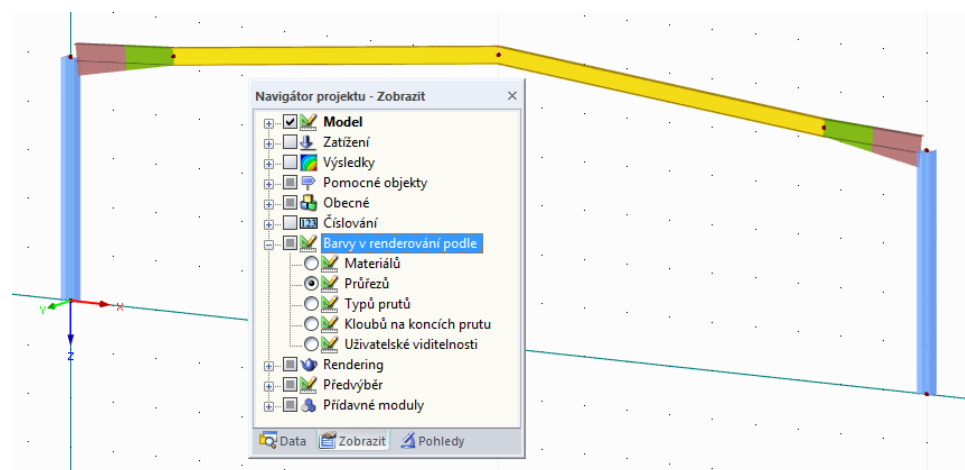 Navigátor projektu - Zobrazit
Model
Zatížení
Výsledky
Pomocné objekty
Obecné
123 Číslování
Barvy v renderování podle
Materiálů
Průřezů
Typů prutů
Kloubů na koncích prutu
Uživatelské viditelnosti
Rendering
Předvýběr
Přídavné moduly
Data Zobrazit Pohledy
Y X
Z